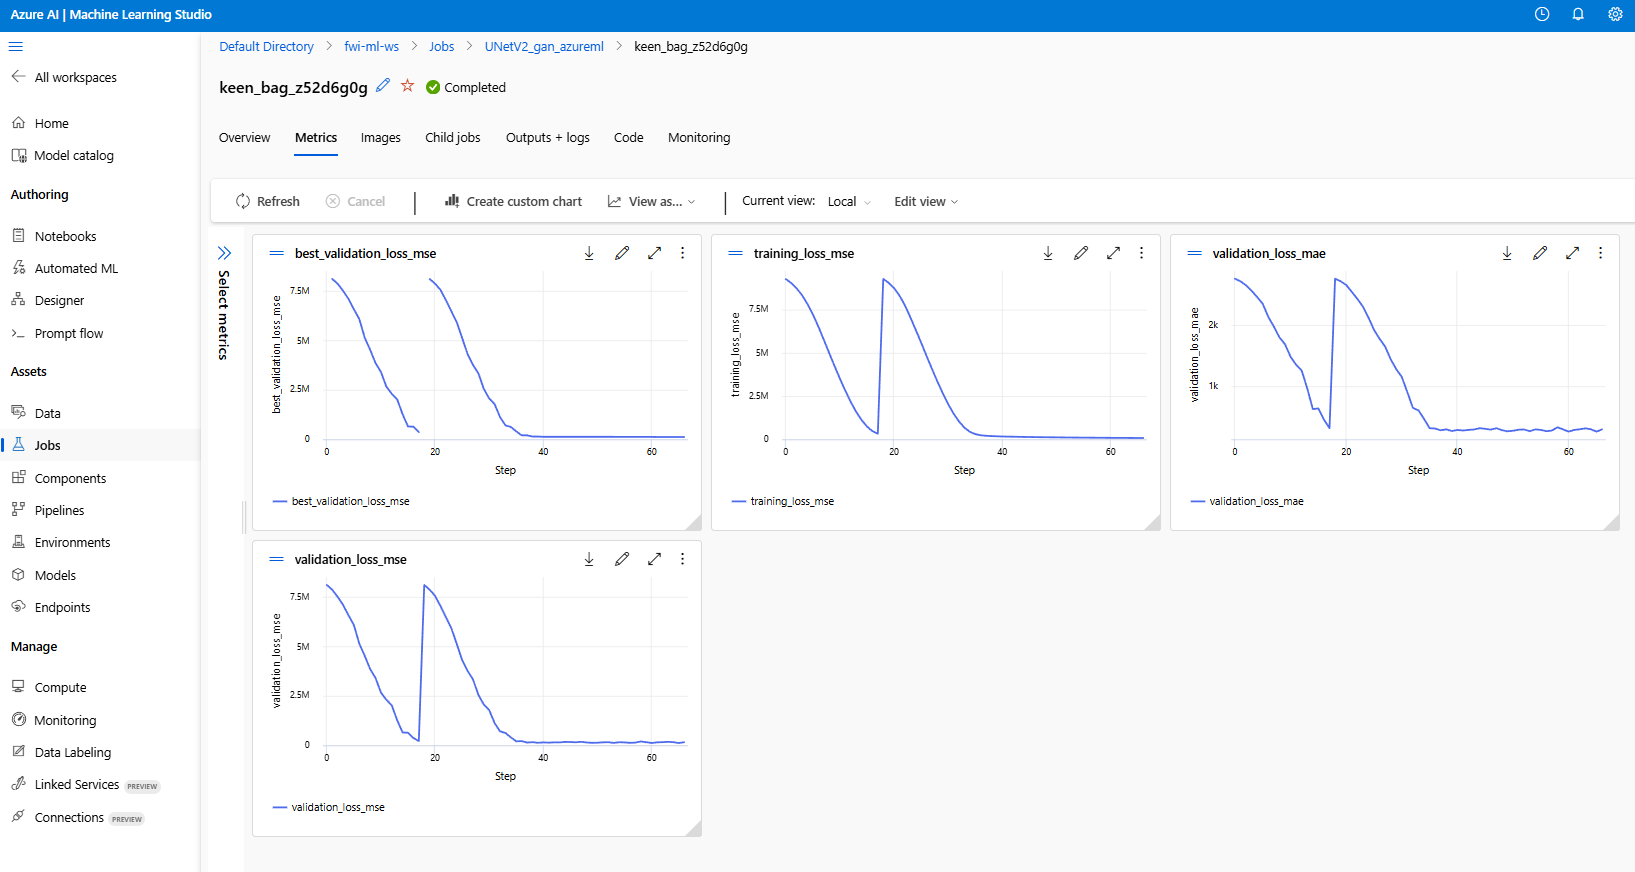 Azure AI | Machine Learning Studio
Default Directory > fwi-ml-ws > Jobs > UNetV2_gan_azureml > keen_bag_z52d6g0g
All workspaces
keen_bag_z52d6g0g Completed
Home
Model catalog
Overview Metrics Images Child jobs Outputs + logs Code Monitoring
Authoring
Notebooks
Automated ML
Designer
Prompt flow
Assets
Data
Jobs
Components
Pipelines
Environments
Models
Endpoints
Manage
Compute
Monitoring
Data Labeling
Linked Services PREVIEW
Connections PREVIEW
Refresh Cancel | Create custom chart View as... | Current view: Local Edit view
Select metrics
best_validation_loss_mse
best_validation_loss_mse
7.5M
5M
2.5M
0
0 20 40 60
Step
best_validation_loss_mse
training_loss_mse
training_loss_mse
7.5M
5M
2.5M
0
0 20 40 60
Step
training_loss_mse
validation_loss_mae
validation_loss_mae
2k
1k
0 20 40 60
Step
validation_loss_mae
validation_loss_mse
validation_loss_mse
7.5M
5M
2.5M
0
0 20 40 60
Step
validation_loss_mse